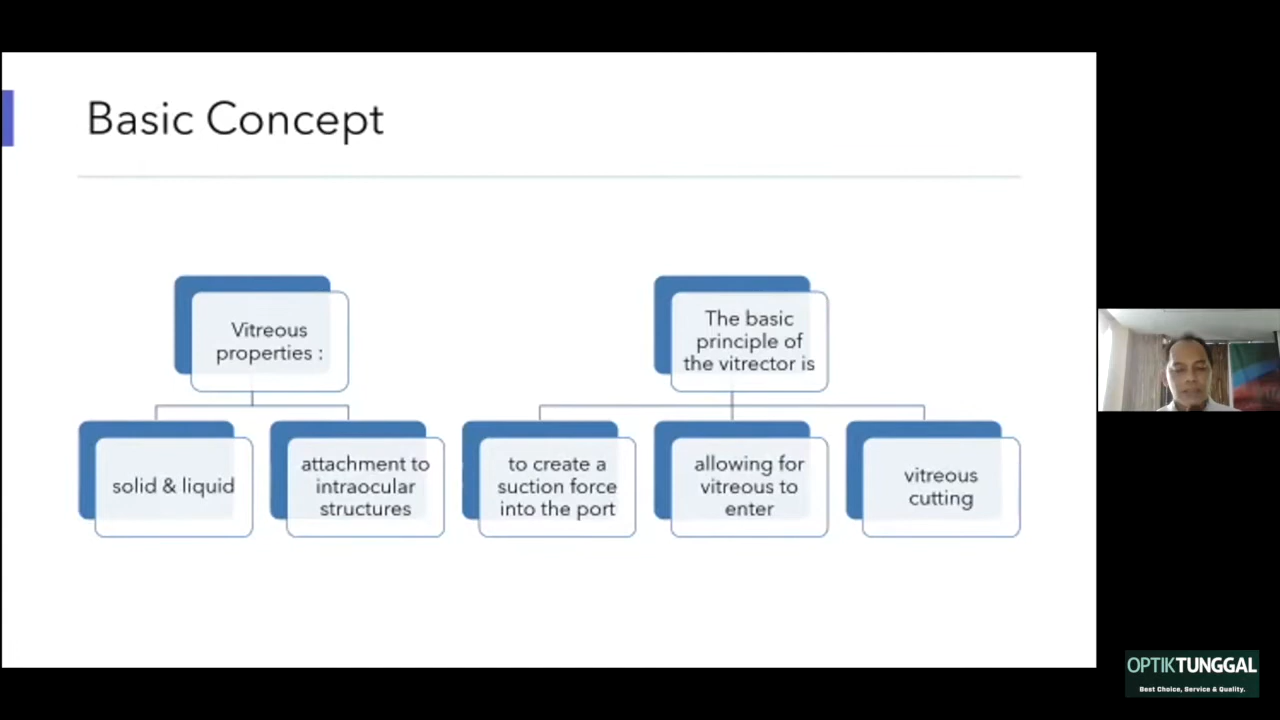 Basic Concept
Vitreous
properties :
solid & liquid
attachment to
intraocular
structures
The basic
principle of
the vitrector is
to create a
suction force
into the port
allowing for
vitreous to
enter
vitreous
cutting
OPTIKTUNGGAL
Best Choice, Service & Quality.